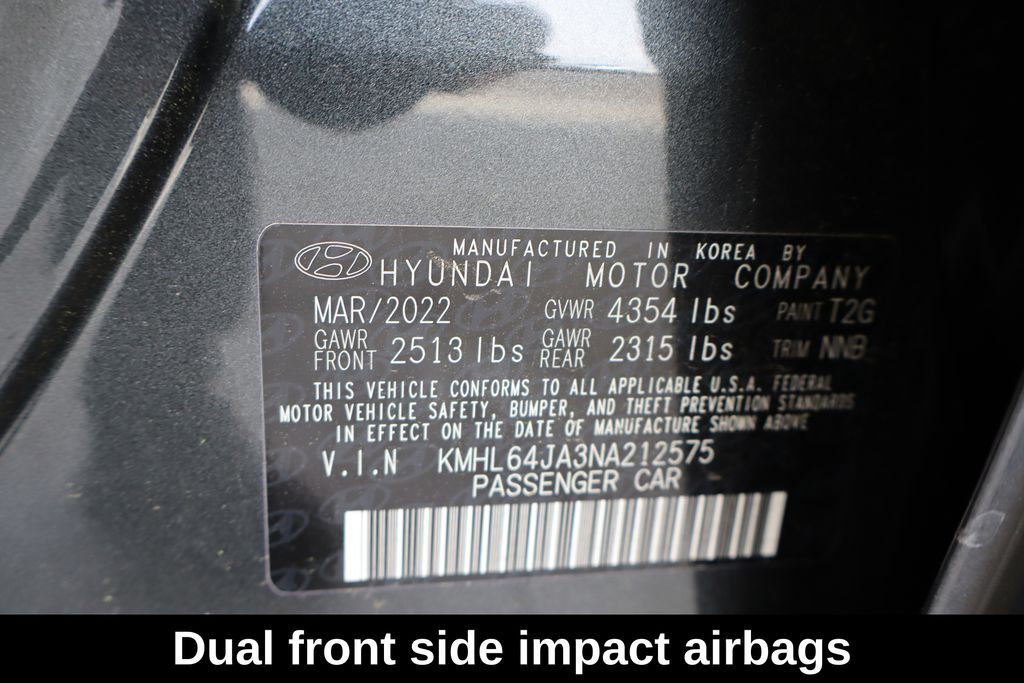 MANUFACTURED IN KOREA BY
HYUNDAI MOTOR COMPANY
MAR/2022 GVWR 4354 lbs PAINT T2G
GAWR FRONT 2513 lbs GAWR REAR 2315 lbs TRIM NNB
THIS VEHICLE CONFORMS TO ALL APPLICABLE U.S.A. FEDERAL
MOTOR VEHICLE SAFETY, BUMPER, AND THEFT PREVENTION STANDARDS
IN EFFECT ON THE DATE OF MANUFACTURE SHOWN ABOVE
V.I.N KMHL64JA3NA212575
PASSENGER CAR
Dual front side impact airbags